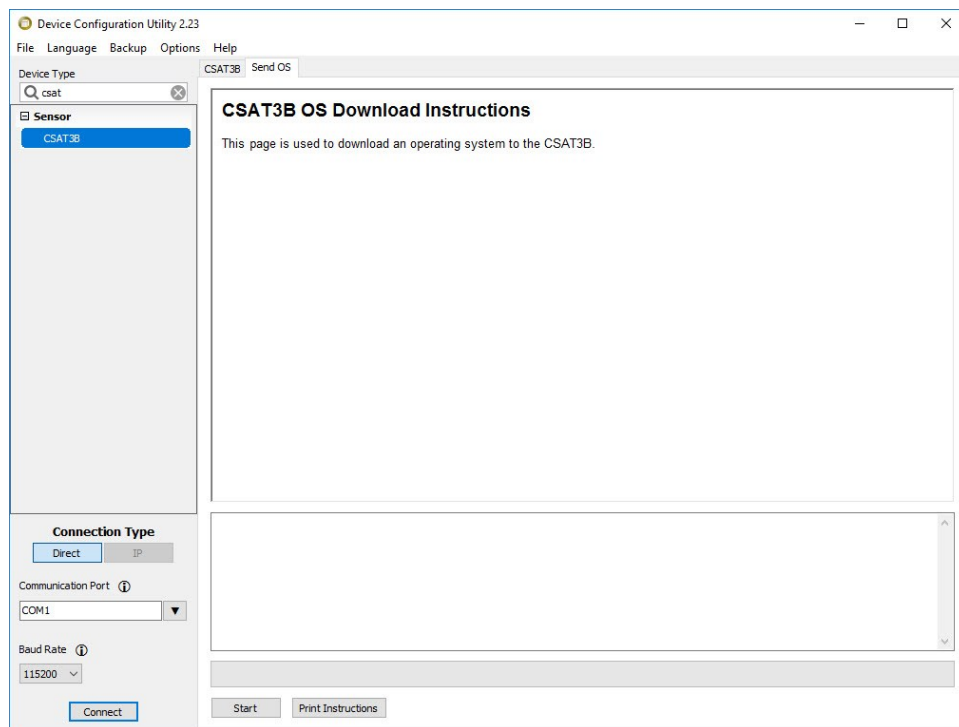 Device Configuration Utility 2.23
File Language Backup Options Help
Device Type
csat
Sensor
CSAT3B
CSAT3B Send OS
CSAT3B OS Download Instructions
This page is used to download an operating system to the CSAT3B.
Connection Type
Direct IP
Communication Port
COM1
Baud Rate
115200
Connect
Start Print Instructions